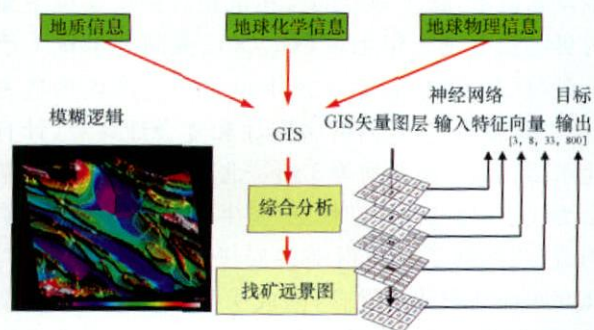 地质信息
地球化学信息
地球物理信息
模糊逻辑
GIS
GIS矢量图层
神经网络
输入特征向量
[3, 8, 33, 800]
目标
输出
综合分析
找矿远景图